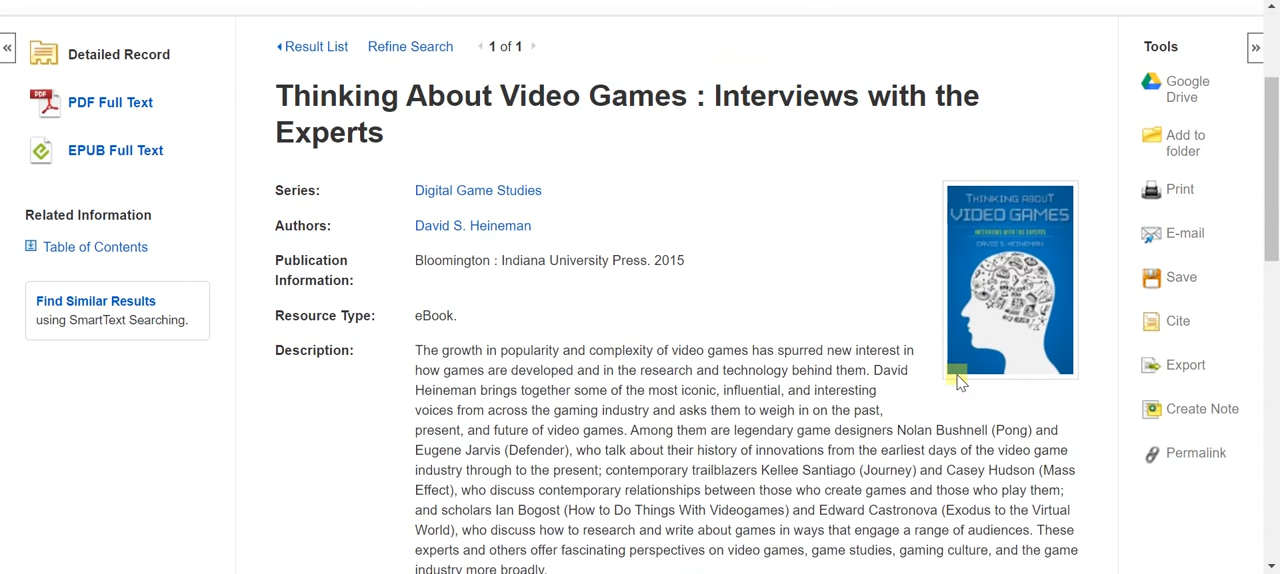 «
Detailed Record
PDF
PDF Full Text
EPUB Full Text
Related Information
Table of Contents
Find Similar Results
using SmartText Searching.
Result List Refine Search 1 of 1
Thinking About Video Games : Interviews with the
Experts
Series: Digital Game Studies
Authors: David S. Heineman
Publication Bloomington : Indiana University Press. 2015
Information:
Resource Type: eBook.
Description: The growth in popularity and complexity of video games has spurred new interest in
how games are developed and in the research and technology behind them. David
Heineman brings together some of the most iconic, influential, and interesting
voices from across the gaming industry and asks them to weigh in on the past,
present, and future of video games. Among them are legendary game designers Nolan Bushnell (Pong) and
Eugene Jarvis (Defender), who talk about their history of innovations from the earliest days of the video game
industry through to the present; contemporary trailblazers Kellee Santiago (Journey) and Casey Hudson (Mass
Effect), who discuss contemporary relationships between those who create games and those who play them;
and scholars Ian Bogost (How to Do Things With Videogames) and Edward Castronova (Exodus to the Virtual
World), who discuss how to research and write about games in ways that engage a range of audiences. These
experts and others offer fascinating perspectives on video games, game studies, gaming culture, and the game
industry more broadly.
THINKING ABOUT
VIDEO GAMES
INTERVIEWS WITH THE EXPERTS
DAVID S. HEINEMAN
Tools
»
Google
Drive
Add to
folder
Print
E-mail
Save
Cite
Export
Create Note
Permalink